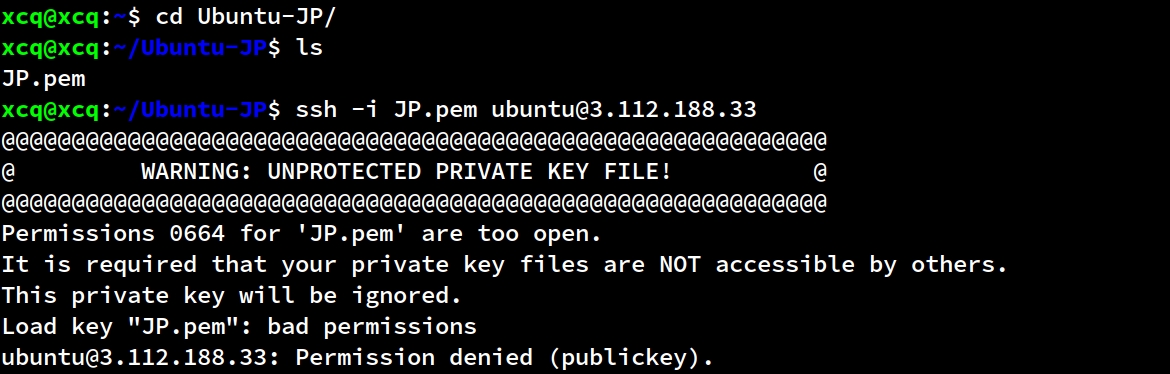 xcq@xcq:~$ cd Ubuntu-JP/
xcq@xcq:~/Ubuntu-JP$ ls
JP.pem
xcq@xcq:~/Ubuntu-JP$ ssh -i JP.pem ubuntu@3.112.188.33
@@@@@@@@@@@@@@@@@@@@@@@@@@@@@@@@@@@@@@@@@@@@@@@@@@@@@@@@@@@
@         WARNING: UNPROTECTED PRIVATE KEY FILE!          @
@@@@@@@@@@@@@@@@@@@@@@@@@@@@@@@@@@@@@@@@@@@@@@@@@@@@@@@@@@@
Permissions 0664 for 'JP.pem' are too open.
It is required that your private key files are NOT accessible by others.
This private key will be ignored.
Load key "JP.pem": bad permissions
ubuntu@3.112.188.33: Permission denied (publickey).